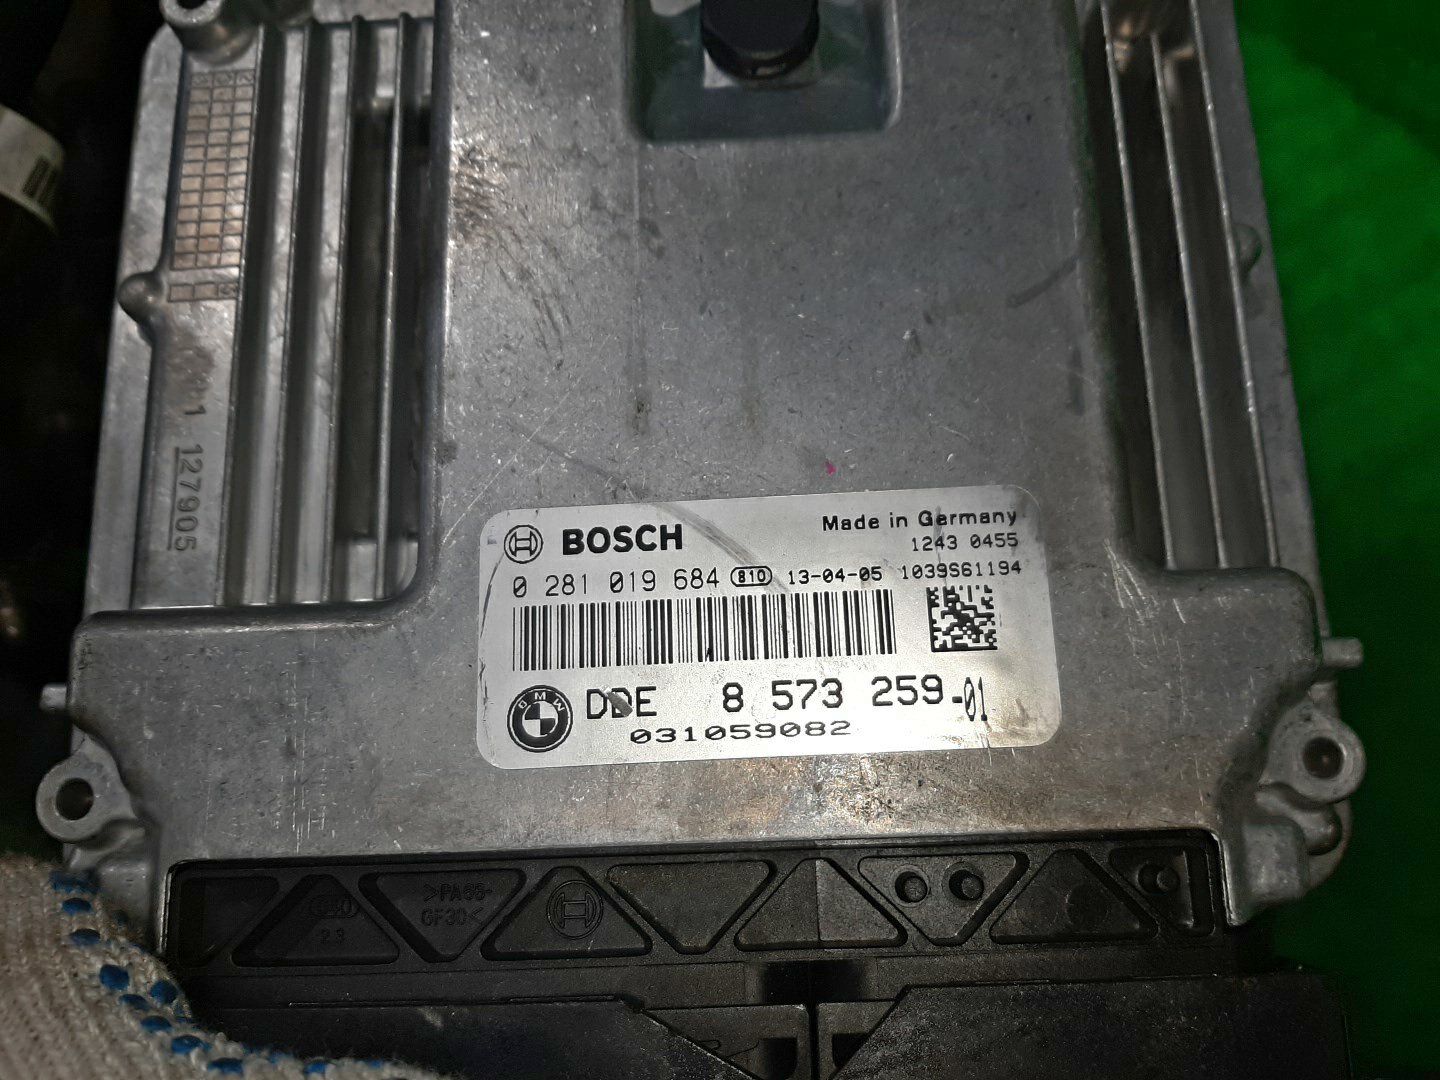 127905
BOSCH
Made in Germany
1243 0455
0 281 019 684 810 13-04-05 1039S61194
BMW
DDE 8 573 259-01
031059082
>PA66-
GF30<